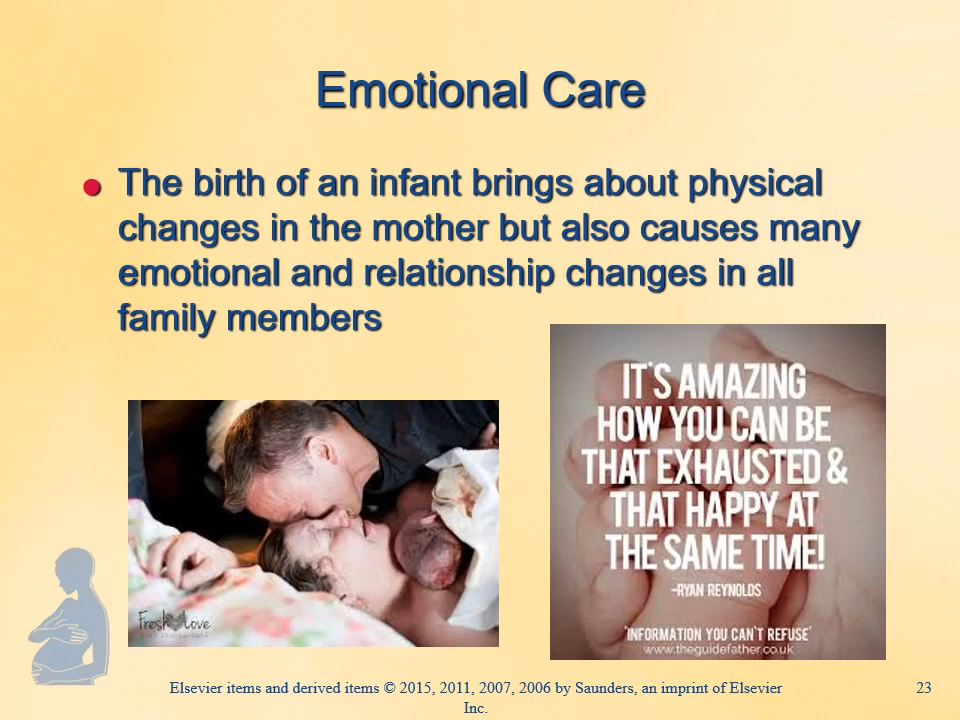 Emotional Care
The birth of an infant brings about physical
changes in the mother but also causes many
emotional and relationship changes in all
family members
IT'S AMAZING
HOW YOU CAN BE
THAT EXHAUSTED &
THAT HAPPY AT
THE SAME TIME!
-RYAN REYNOLDS
'INFORMATION YOU CAN'T REFUSE'
www.theguidefather.co.uk
Fresh Love
Elsevier items and derived items © 2015, 2011, 2007, 2006 by Saunders, an imprint of Elsevier
Inc.
23